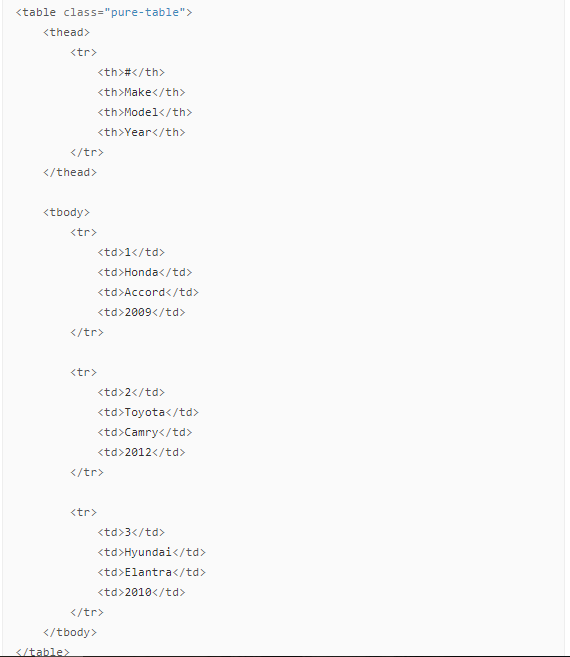 <table class="pure-table">
    <thead>
        <tr>
            <th>#</th>
            <th>Make</th>
            <th>Model</th>
            <th>Year</th>
        </tr>
    </thead>

    <tbody>
        <tr>
            <td>1</td>
            <td>Honda</td>
            <td>Accord</td>
            <td>2009</td>
        </tr>

        <tr>
            <td>2</td>
            <td>Toyota</td>
            <td>Camry</td>
            <td>2012</td>
        </tr>

        <tr>
            <td>3</td>
            <td>Hyundai</td>
            <td>Elantra</td>
            <td>2010</td>
        </tr>
    </tbody>
</table>